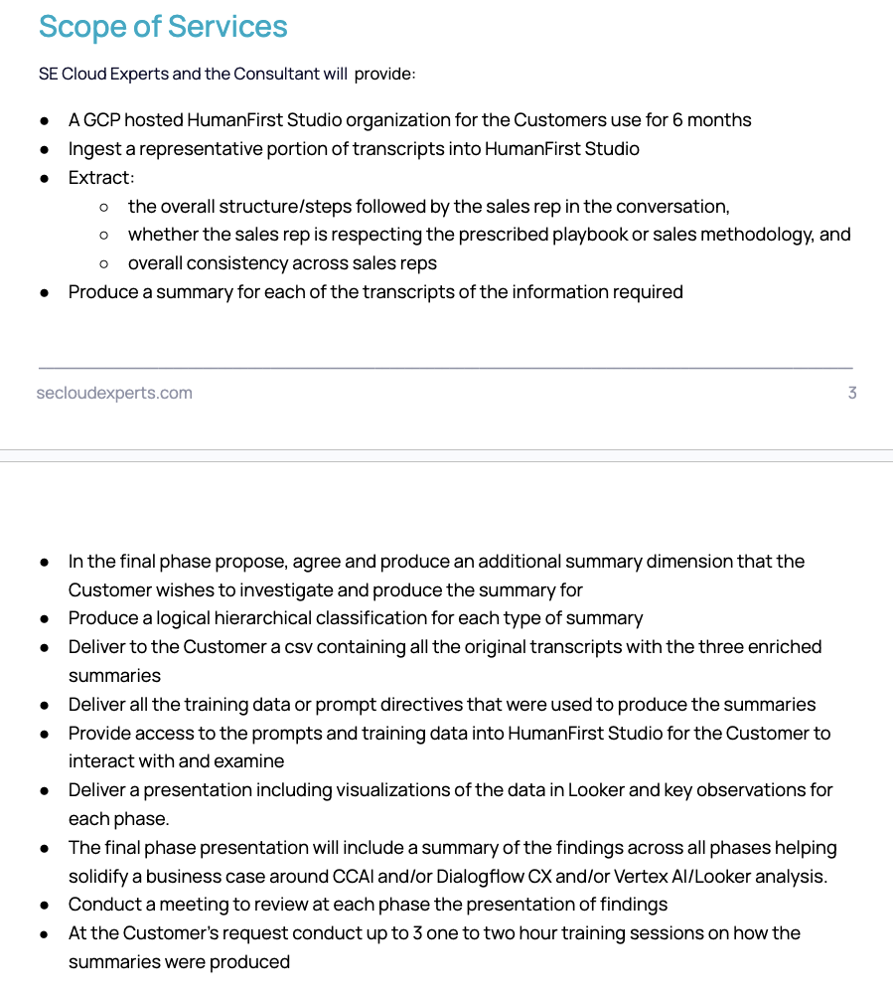 Scope of Services
SE Cloud Experts and the Consultant will provide:
● A GCP hosted HumanFirst Studio organization for the Customers use for 6 months
● Ingest a representative portion of transcripts into HumanFirst Studio
● Extract:
○ the overall structure/steps followed by the sales rep in the conversation,
○ whether the sales rep is respecting the prescribed playbook or sales methodology, and
○ overall consistency across sales reps
● Produce a summary for each of the transcripts of the information required
secloudexperts.com 3
● In the final phase propose, agree and produce an additional summary dimension that the
Customer wishes to investigate and produce the summary for
● Produce a logical hierarchical classification for each type of summary
● Deliver to the Customer a csv containing all the original transcripts with the three enriched
summaries
● Deliver all the training data or prompt directives that were used to produce the summaries
● Provide access to the prompts and training data into HumanFirst Studio for the Customer to
interact with and examine
● Deliver a presentation including visualizations of the data in Looker and key observations for
each phase.
● The final phase presentation will include a summary of the findings across all phases helping
solidify a business case around CCAI and/or Dialogflow CX and/or Vertex AI/Looker analysis.
● Conduct a meeting to review at each phase the presentation of findings
● At the Customer's request conduct up to 3 one to two hour training sessions on how the
summaries were produced